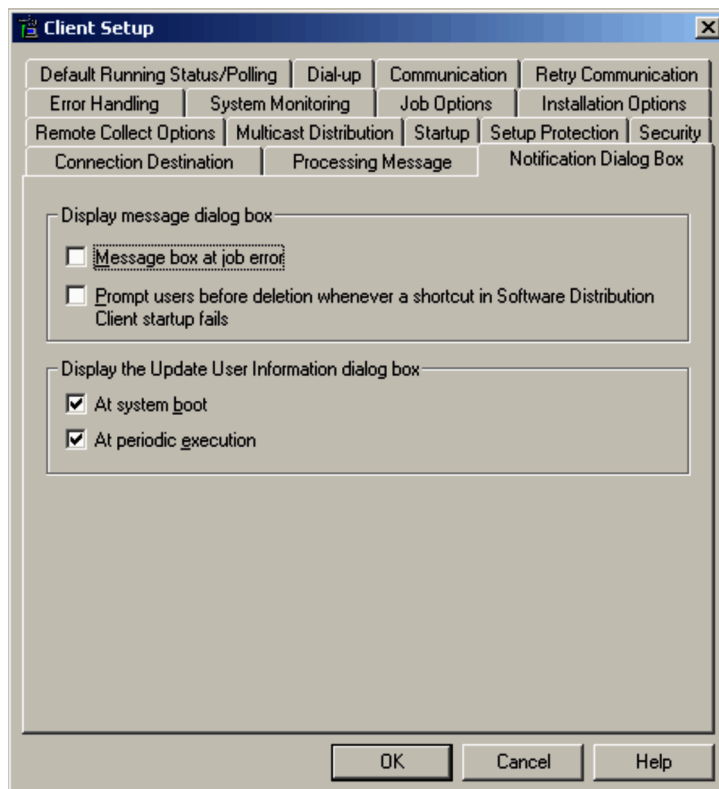 Client Setup
Default Running Status/Polling Dial-up Communication Retry Communication
Error Handling System Monitoring Job Options Installation Options
Remote Collect Options Multicast Distribution Startup Setup Protection Security
Connection Destination Processing Message Notification Dialog Box
Display message dialog box
Message box at job error
Prompt users before deletion whenever a shortcut in Software Distribution
Client startup fails
Display the Update User Information dialog box
At system boot
At periodic execution
OK Cancel Help